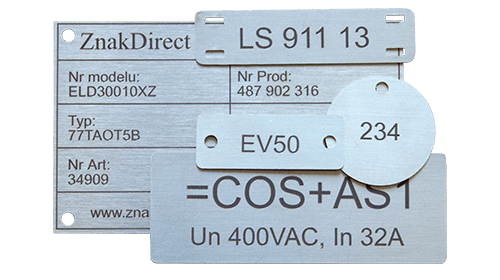 ZnakDirect
Nr modelu:
ELD30010XZ
Nr Prod:
487 902 316
Typ:
77TAOT5B
Nr Art:
34909
LS 911 13
234
EV50
=COS+AS1
Un 400VAC, In 32A